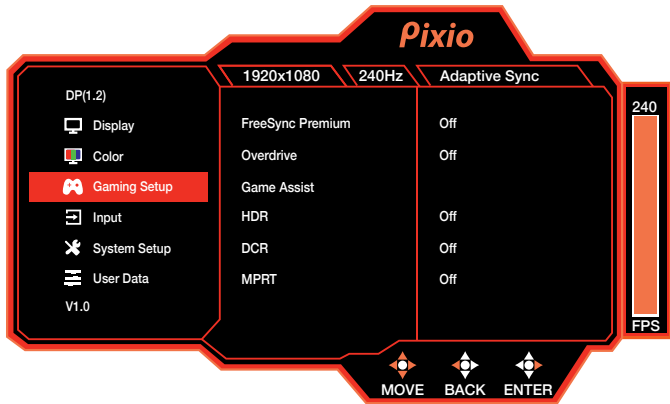 Pixio
1920x1080 240Hz Adaptive Sync
DP(1.2)
Display
Color
Gaming Setup
Input
System Setup
User Data
V1.0
FreeSync Premium Off
Overdrive Off
Game Assist
HDR Off
DCR Off
MPRT Off
240
FPS
MOVE BACK ENTER